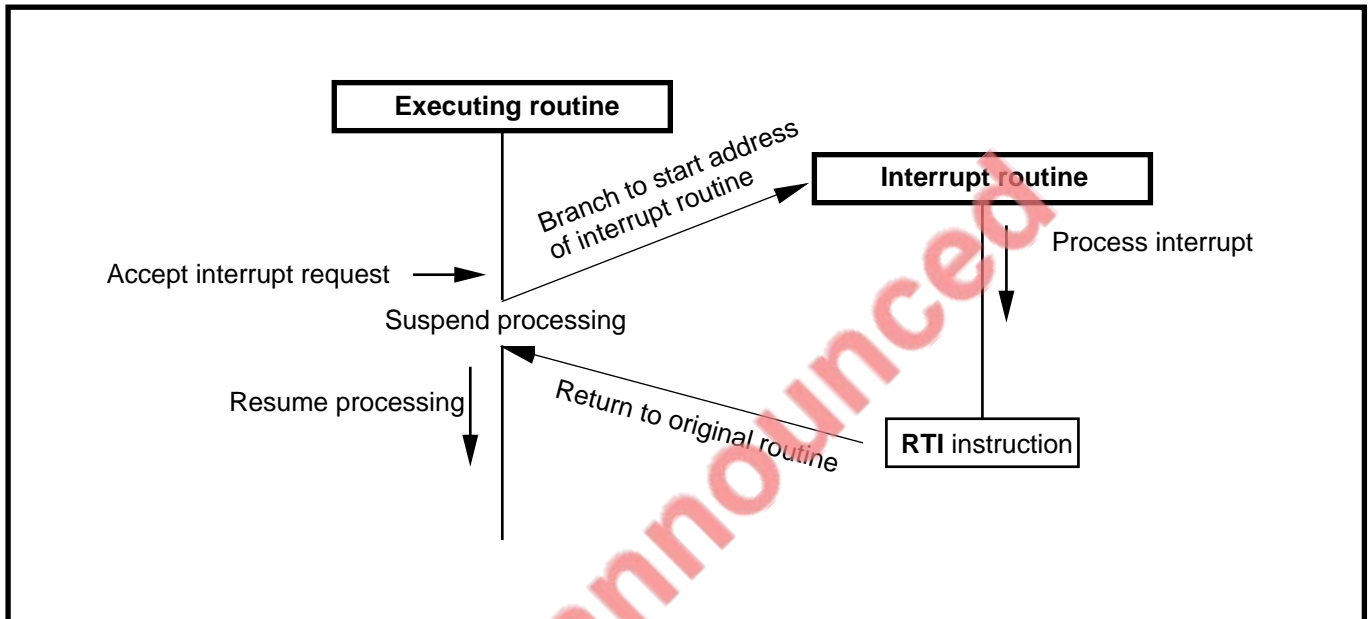 Executing routine
Branch to start address
of interrupt routine
Interrupt routine
Process interrupt
Accept interrupt request
Suspend processing
Resume processing
Return to original routine
RTI instruction
nnounced